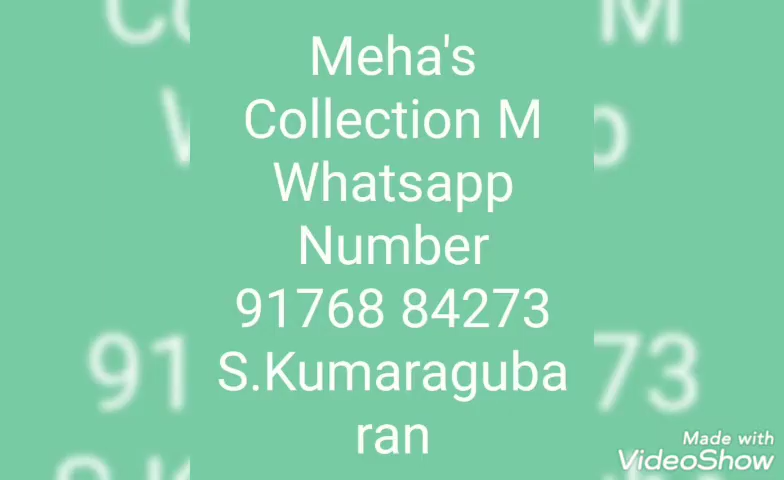 Meha's
Collection M
Whatsapp
Number
91768 84273
S.Kumaraguba
ran
Made with
VideoShow